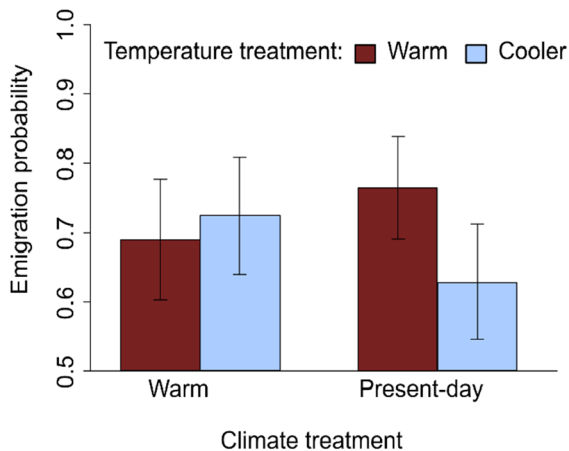 Temperature treatment: Warm Cooler
Emigration probability
1.0
0.9
0.8
0.7
0.6
0.5
Warm Present-day
Climate treatment